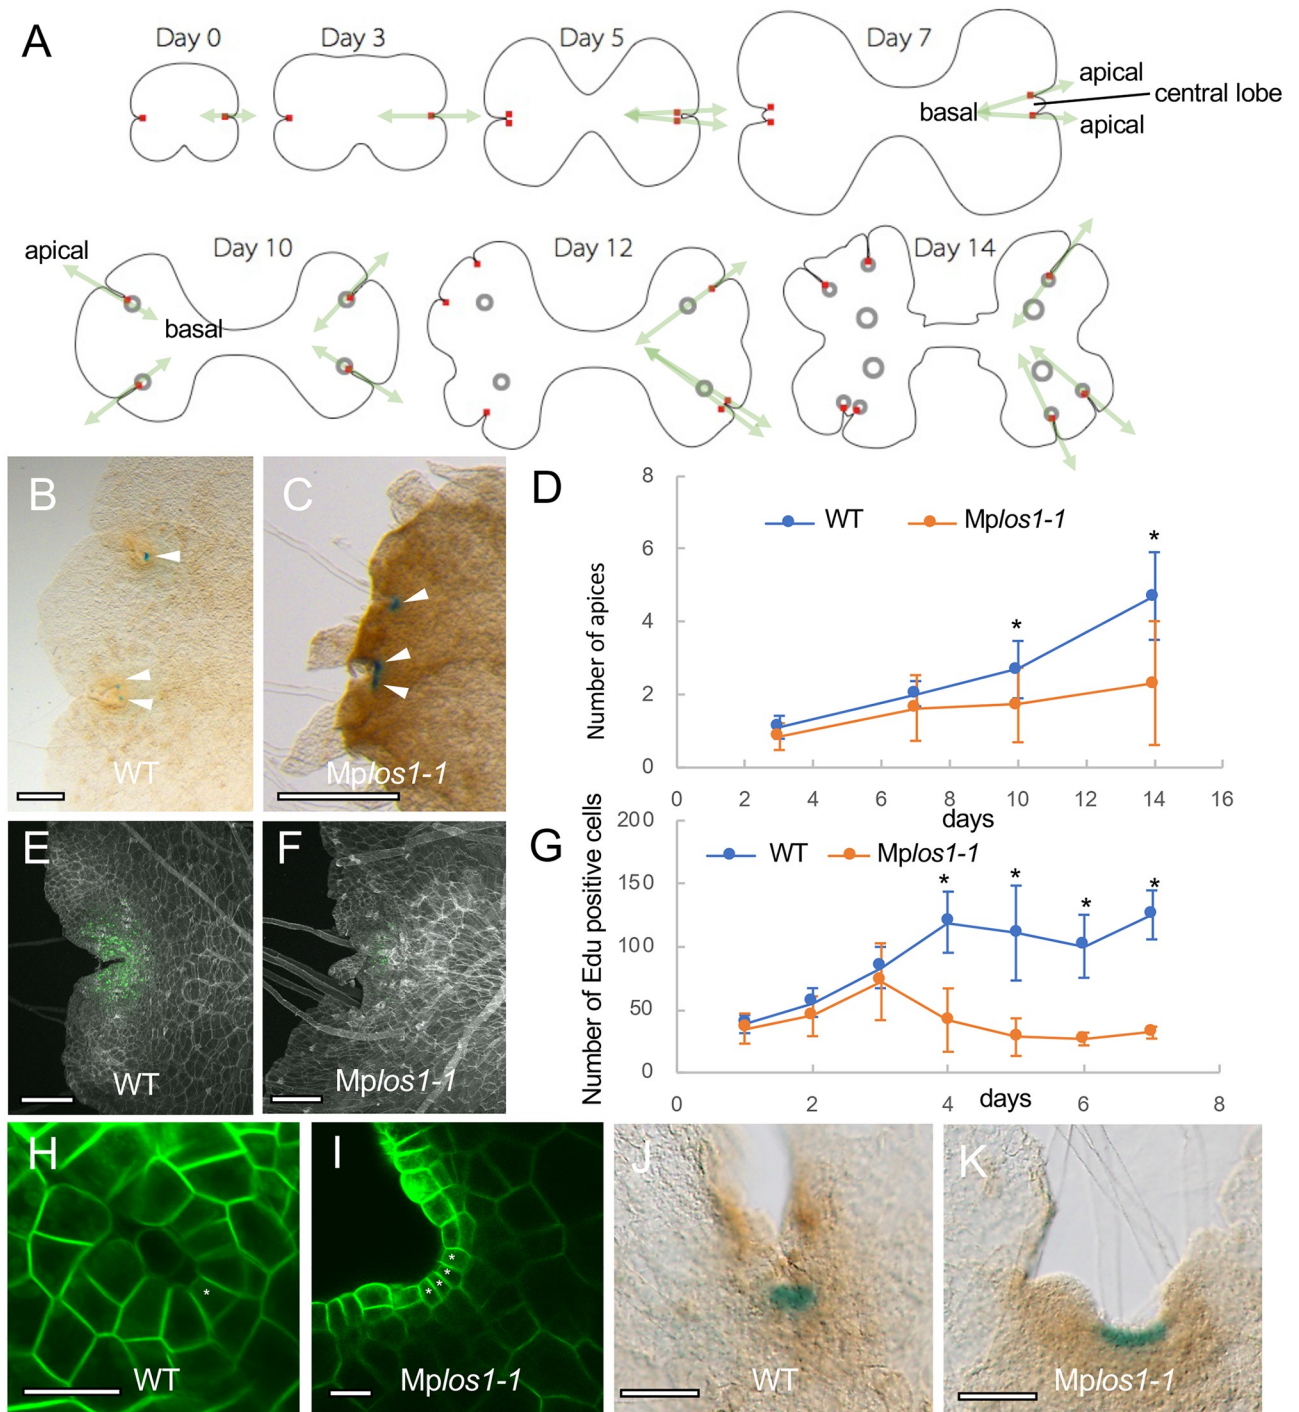 A
Day 0
Day 3
Day 5
Day 7
apical
central lobe
basal
apical
apical
Day 10
Day 12
Day 14
basal
B
WT
C
Mplos1-1
D
8
6
4
2
0
Number of apices
WT
Mplos1-1
*
*
0 2 4 6 8 10 12 14 16
days
E
WT
F
Mplos1-1
G
200
150
100
50
0
Number of Edu positive cells
WT
Mplos1-1
* * * *
0 2 4 6 8
days
H
*
WT
I
* * * *
Mplos1-1
J
WT
K
Mplos1-1